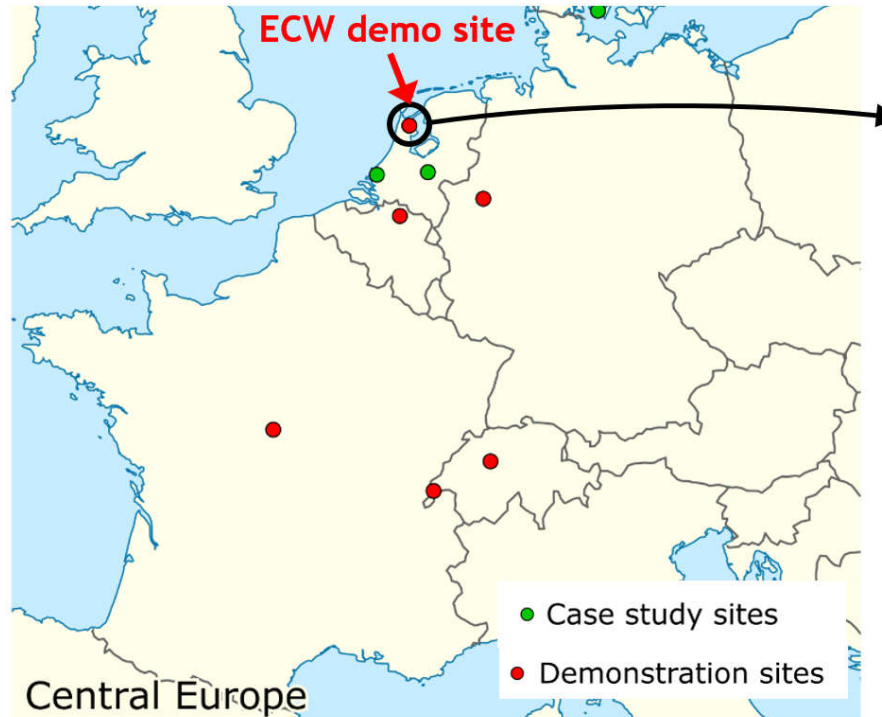 ECW demo site
Case study sites
Demonstration sites
Central Europe